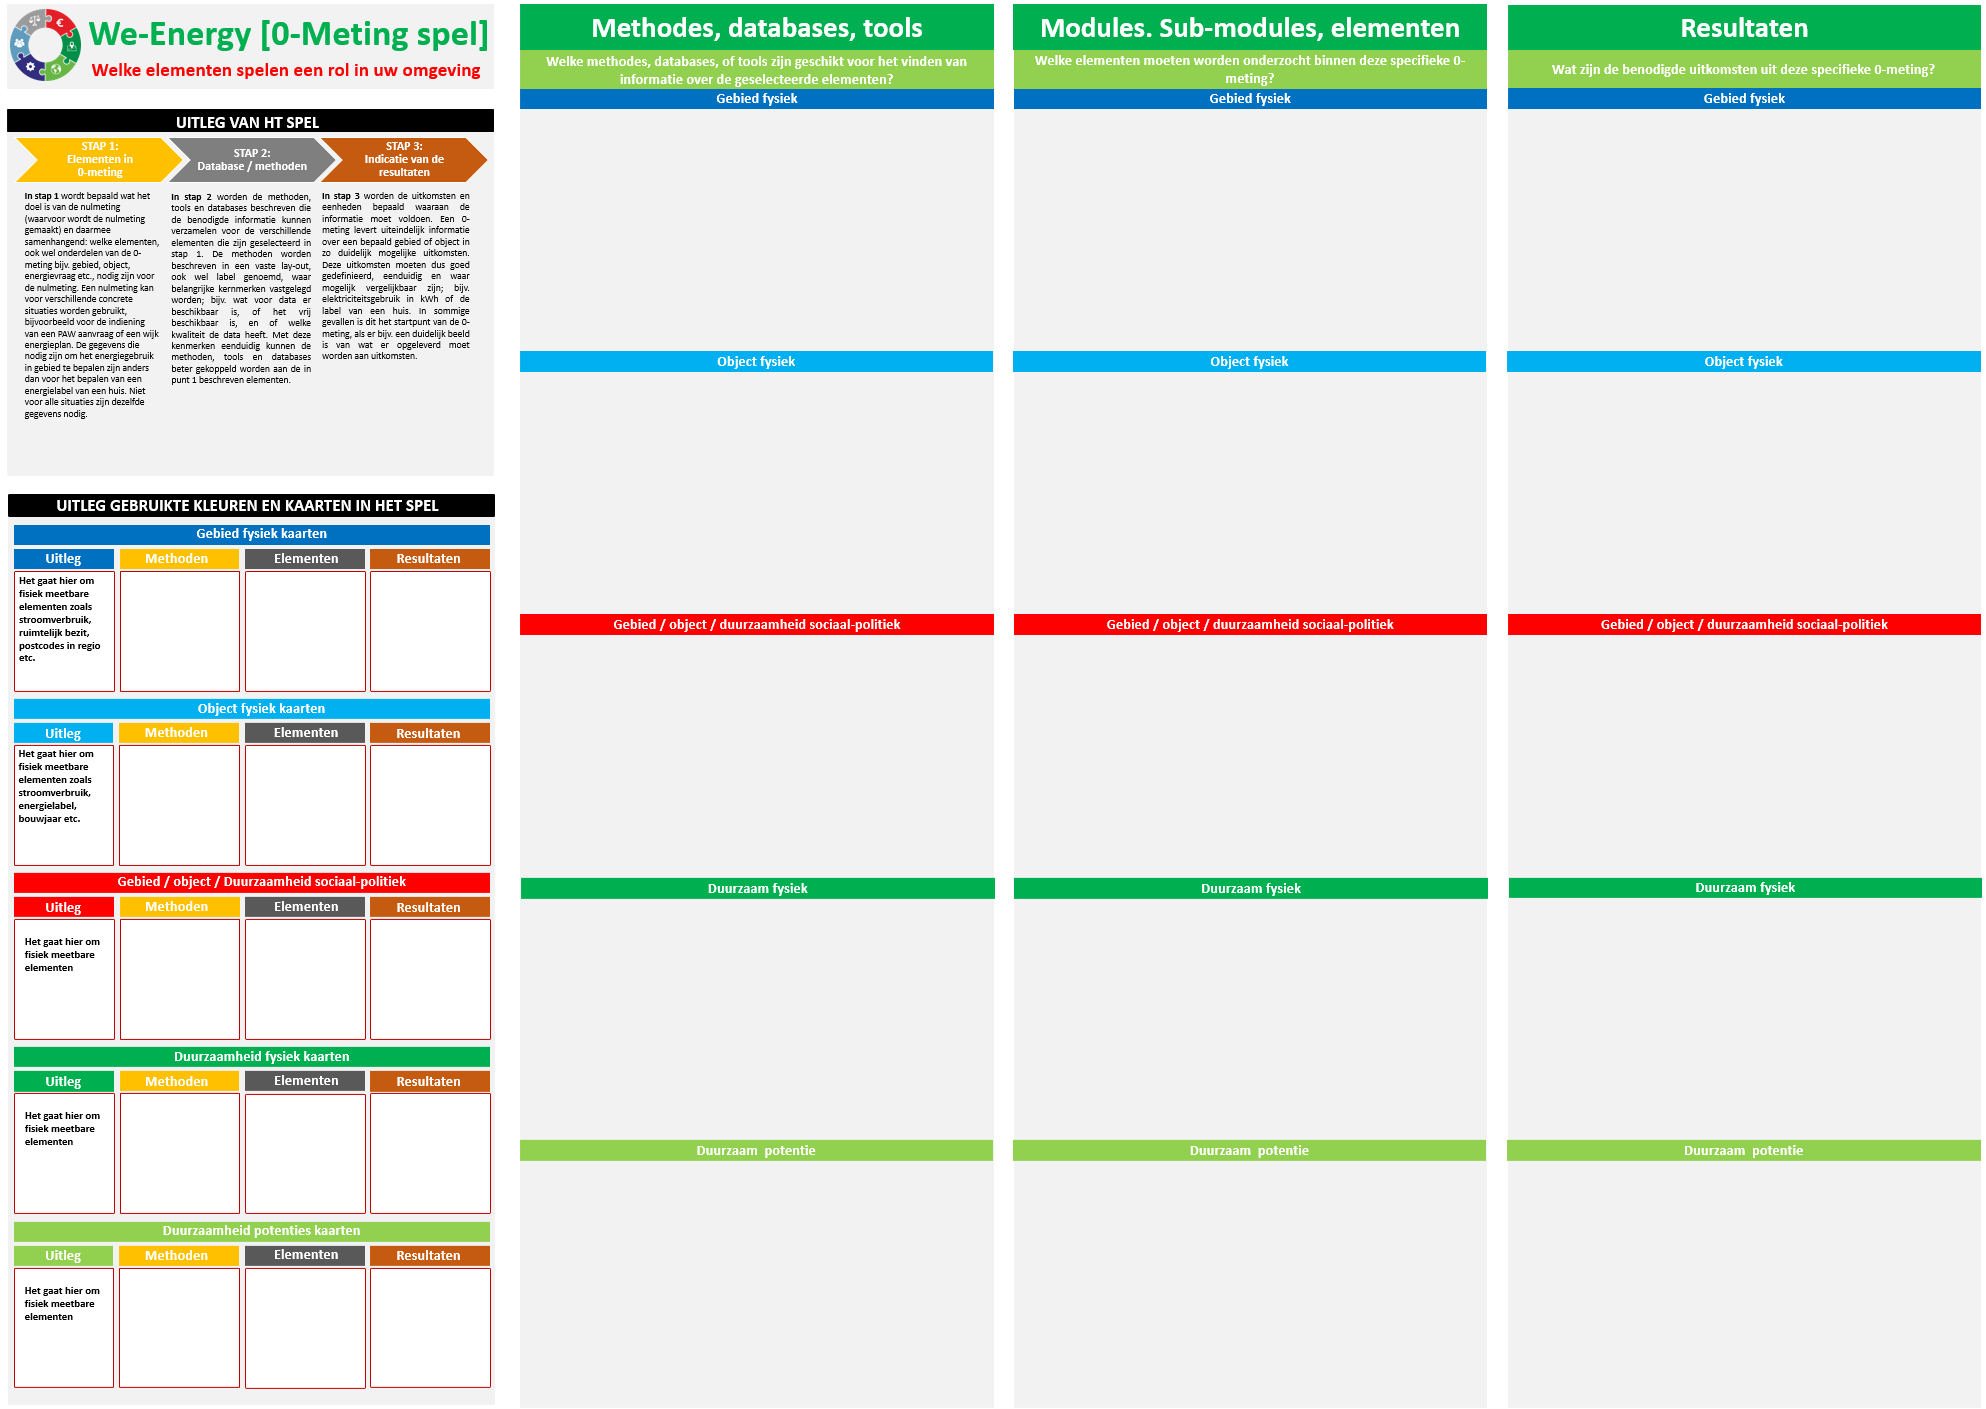 We-Energy [0-Meting spel]
Welke elementen spelen een rol in uw omgeving
UITLEG VAN HT SPEL
STAP 1:
Elementen in
0-meting
STAP 2:
Database / methoden
STAP 3:
Indicatie van de
resultaten
In stap 1 wordt bepaald wat het
doel is van de nulmeting
(waarvoor wordt de nulmeting
gemaakt) en daarmee
samenhangend: welke elementen,
ook wel onderdelen van de 0-
meting bijv. gebied, object,
energievraag etc., nodig zijn voor
de nulmeting. Een nulmeting kan
voor verschillende concrete
situaties worden gebruikt,
bijvoorbeeld voor de indiening
van een PAW aanvraag of een wijk
energieplan. De gegevens die
nodig zijn om het energiegebruik
in gebied te bepalen zijn anders
dan voor het bepalen van een
energielabel van een huis. Niet
voor alle situaties zijn dezelfde
gegevens nodig.
In stap 2 worden de methoden,
tools en databases beschreven die
de benodigde informatie kunnen
verzamelen voor de verschillende
elementen die zijn geselecteerd in
stap 1. De methoden worden
beschreven in een vaste lay-out,
ook wel label genoemd, waar
belangrijke kernmerken vastgelegd
worden; bijv. wat voor data er
beschikbaar is, of het vrij
beschikbaar is, en of welke
kwaliteit de data heeft. Met deze
kenmerken eenduidig kunnen de
methoden, tools en databases
beter gekoppeld worden aan de in
punt 1 beschreven elementen.
In stap 3 worden de uitkomsten en
eenheden bepaald waaraan de
informatie moet voldoen. Een 0-
meting levert uiteindelijk informatie
over een bepaald gebied of object in
zo duidelijk mogelijke uitkomsten.
Deze uitkomsten moeten dus goed
gedefinieerd, eenduidig en waar
mogelijk vergelijkbaar zijn; bijv.
elektriciteitsgebruik in kWh of de
label van een huis. In sommige
gevallen is dit het startpunt van de 0-
meting, als er bijv. een duidelijk beeld
is van wat er opgeleverd moet
worden aan uitkomsten.
UITLEG GEBRUIKTE KLEUREN EN KAARTEN IN HET SPEL
Gebied fysiek kaarten
Uitleg
Methoden
Elementen
Resultaten
Het gaat hier om
fisiek meetbare
elementen zoals
stroomverbruik,
ruimtelijk bezit,
postcodes in regio
etc.
Object fysiek kaarten
Uitleg
Methoden
Elementen
Resultaten
Het gaat hier om
fisiek meetbare
elementen zoals
stroomverbruik,
energielabel,
bouwjaar etc.
Gebied / object / Duurzaamheid sociaal-politiek
Uitleg
Methoden
Elementen
Resultaten
Het gaat hier om
fisiek meetbare
elementen
Duurzaamheid fysiek kaarten
Uitleg
Methoden
Elementen
Resultaten
Het gaat hier om
fisiek meetbare
elementen
Duurzaamheid potenties kaarten
Uitleg
Methoden
Elementen
Resultaten
Het gaat hier om
fisiek meetbare
elementen
Methodes, databases, tools
Welke methodes, databases, of tools zijn geschikt voor het vinden van
informatie over de geselecteerde elementen?
Gebied fysiek
Object fysiek
Gebied / object / duurzaamheid sociaal-politiek
Duurzaam fysiek
Duurzaam potentie
Modules. Sub-modules, elementen
Welke elementen moeten worden onderzocht binnen deze specifieke 0-
meting?
Gebied fysiek
Object fysiek
Gebied / object / duurzaamheid sociaal-politiek
Duurzaam fysiek
Duurzaam potentie
Resultaten
Wat zijn de benodigde uitkomsten uit deze specifieke 0-meting?
Gebied fysiek
Object fysiek
Gebied / object / duurzaamheid sociaal-politiek
Duurzaam fysiek
Duurzaam potentie